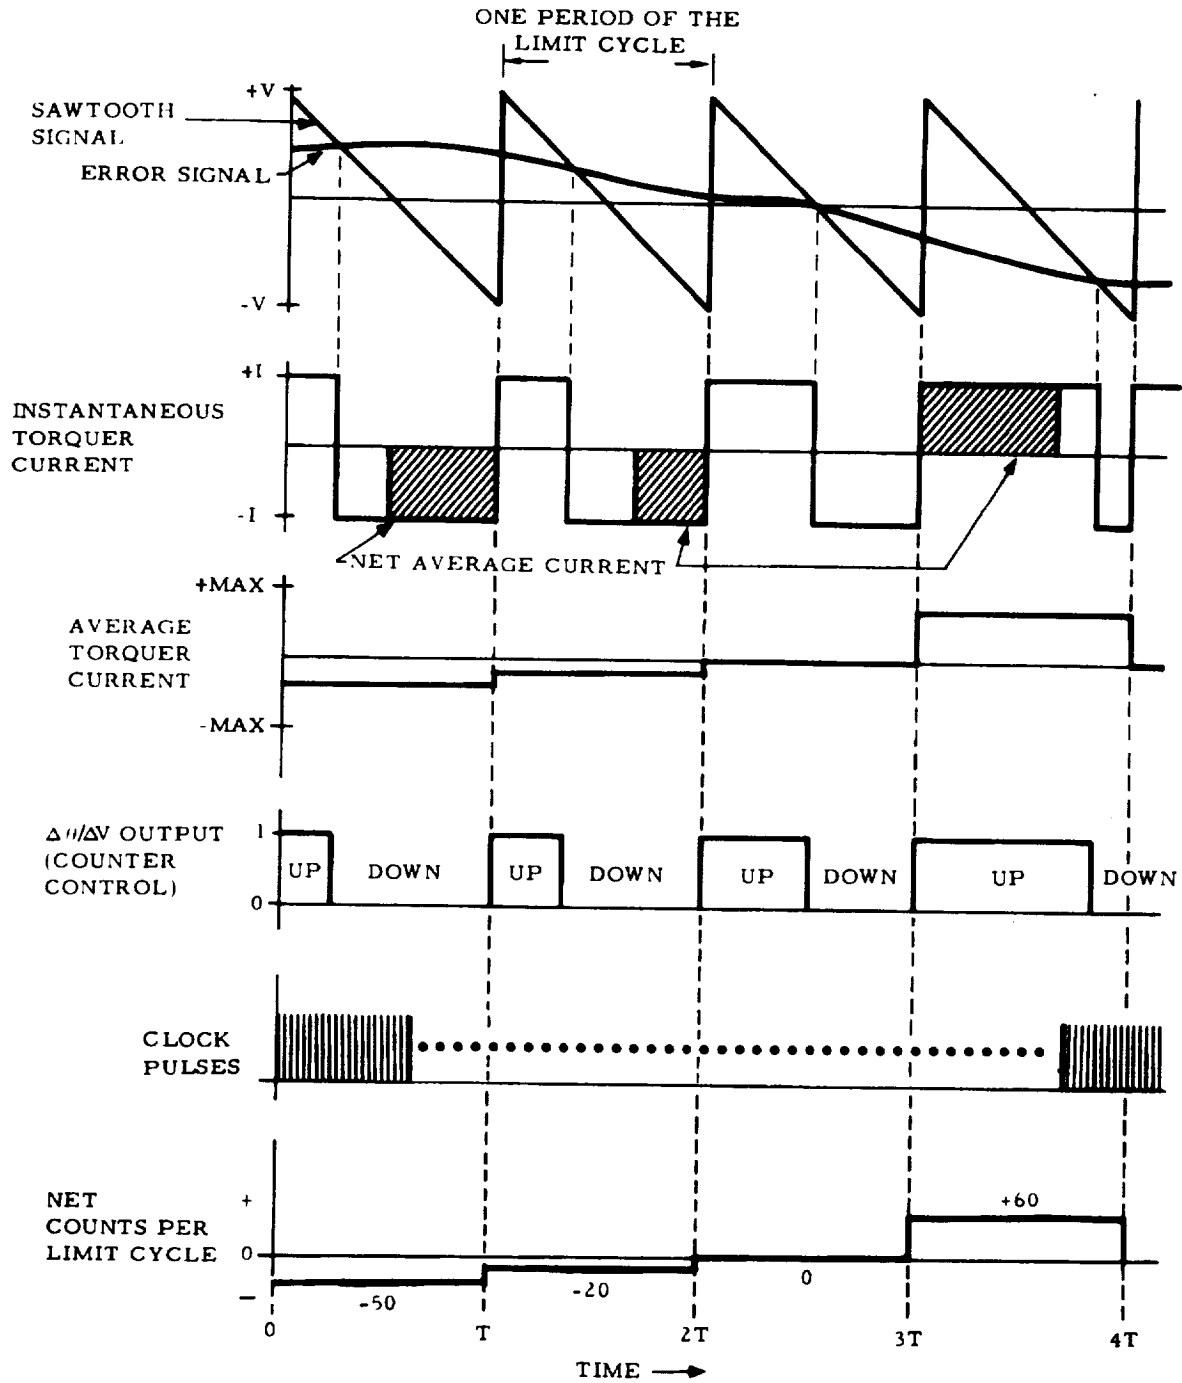 ONE PERIOD OF THE
LIMIT CYCLE
+V
SAWTOOTH
SIGNAL
ERROR SIGNAL
-V
+I
INSTANTANEOUS
TORQUER
CURRENT
-I
NET AVERAGE CURRENT
+MAX
AVERAGE
TORQUER
CURRENT
-MAX
Δθ/ΔV OUTPUT
(COUNTER
CONTROL)
1
0
UP DOWN UP DOWN UP DOWN UP DOWN
CLOCK
PULSES
NET
COUNTS PER
LIMIT CYCLE
+
0
–
-50
-20
0
+60
0 T 2T 3T 4T
TIME